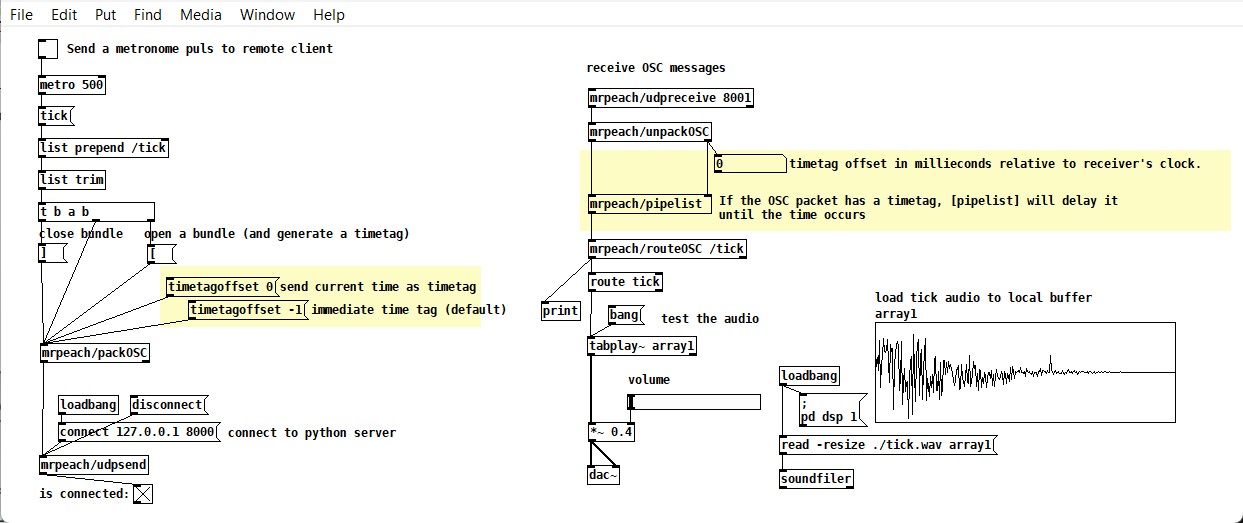 File Edit Put Find Media Window Help
Send a metronome puls to remote client
metro 500
tick
list prepend /tick
list trim
t b a b
close bundle
open a bundle (and generate a timetag)
]
[
timetagoffset 0
send current time as timetag
timetagoffset -1
immediate time tag (default)
mrpeach/packOSC
loadbang
disconnect
connect 127.0.0.1 8000
connect to python server
mrpeach/udpsend
is connected:
receive OSC messages
mrpeach/udpreceive 8001
mrpeach/unpackOSC
0
timetag offset in millieconds relative to receiver's clock.
mrpeach/pipelist
If the OSC packet has a timetag, [pipelist] will delay it
until the time occurs
mrpeach/routeOSC /tick
route tick
print
bang
test the audio
tabplay~ array1
volume
*~ 0.4
dac~
load tick audio to local buffer
array1
loadbang
;
pd dsp 1
read -resize ./tick.wav array1
soundfiler